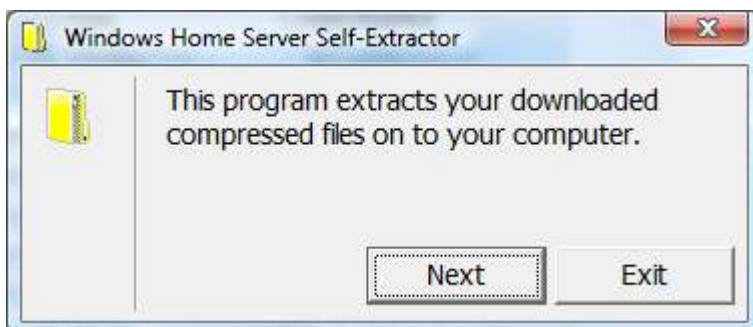 Windows Home Server Self-Extractor
This program extracts your downloaded
compressed files on to your computer.
Next Exit